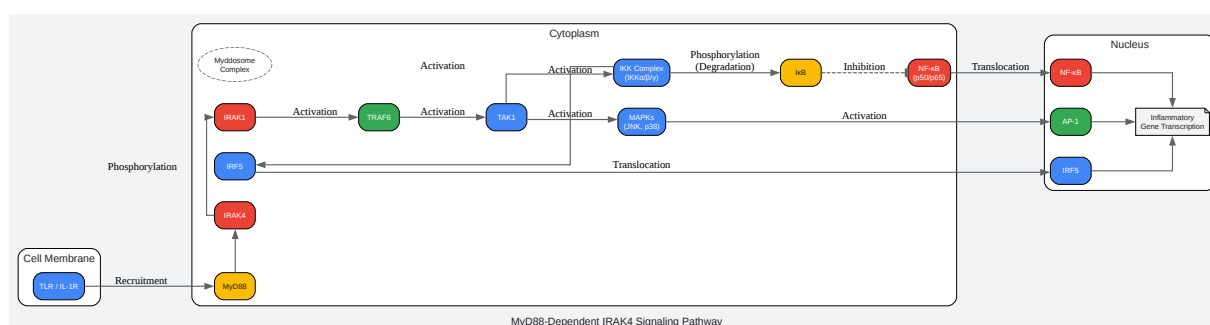 Cytoplasm
Nucleus
Myddosome
Complex
Activation
Activation
IKK Complex
(IKKα/β/γ)
Phosphorylation
(Degradation)
IκB
Inhibition
NF-κB
(p50/p65)
Translocation
NF-κB
IRAK1
Activation
TRAF6
Activation
TAK1
Activation
MAPKs
(JNK, p38)
Activation
AP-1
Inflammatory
Gene Transcription
Phosphorylation
IRF5
Translocation
IRF5
IRAK4
Cell Membrane
TLR / IL-1R
Recruitment
MyD88
MyD88-Dependent IRAK4 Signaling Pathway